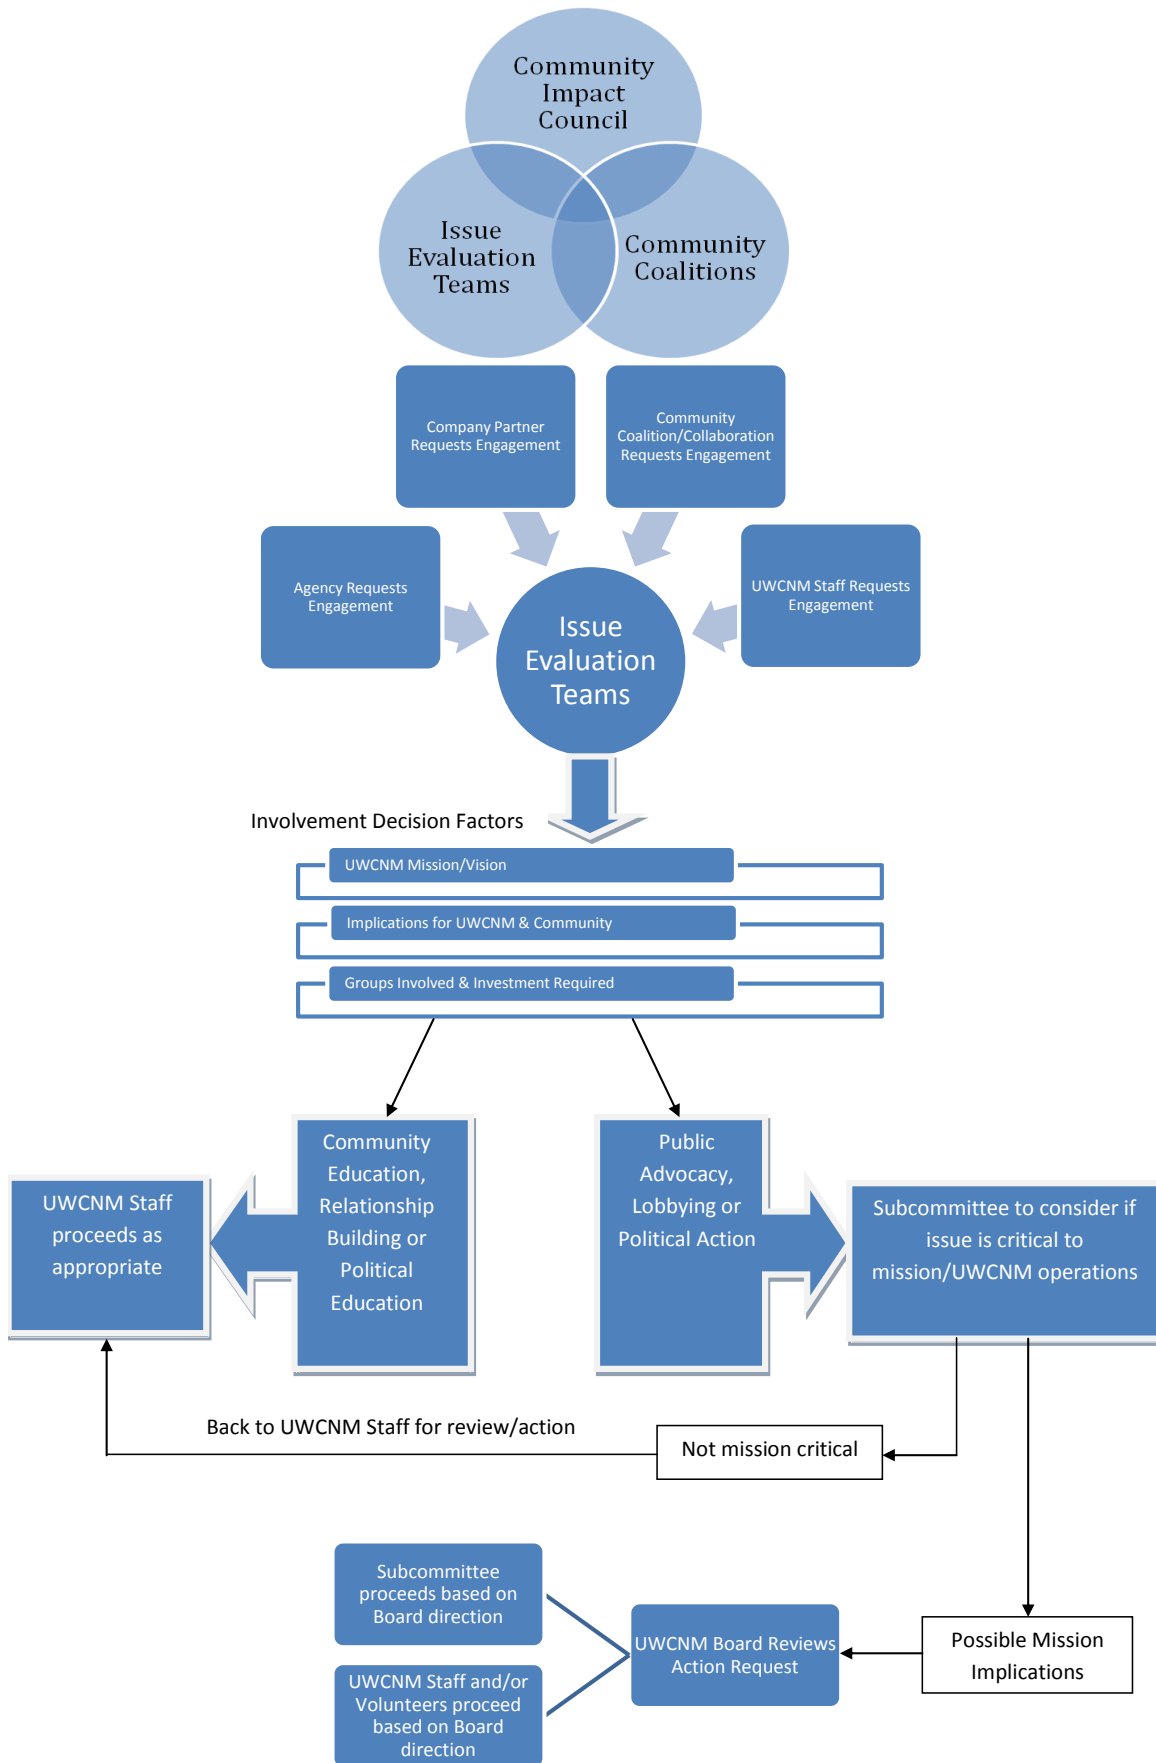 Community
Impact
Council
Issue
Evaluation
Teams
Community
Coalitions
Company Partner
Requests Engagement
Community
Coalition/Collaboration
Requests Engagement
Agency Requests
Engagement
UWCNM Staff Requests
Engagement
Issue
Evaluation
Teams
Involvement Decision Factors
UWCNM Mission/Vision
Implications for UWCNM & Community
Groups Involved & Investment Required
UWCNM Staff
proceeds as
appropriate
Community
Education,
Relationship
Building or
Political
Education
Public
Advocacy,
Lobbying or
Political Action
Subcommittee to consider if
issue is critical to
mission/UWCNM operations
Back to UWCNM Staff for review/action
Not mission critical
Subcommittee
proceeds based on
Board direction
UWCNM Board Reviews
Action Request
Possible Mission
Implications
UWCNM Staff and/or
Volunteers proceed
based on Board
direction